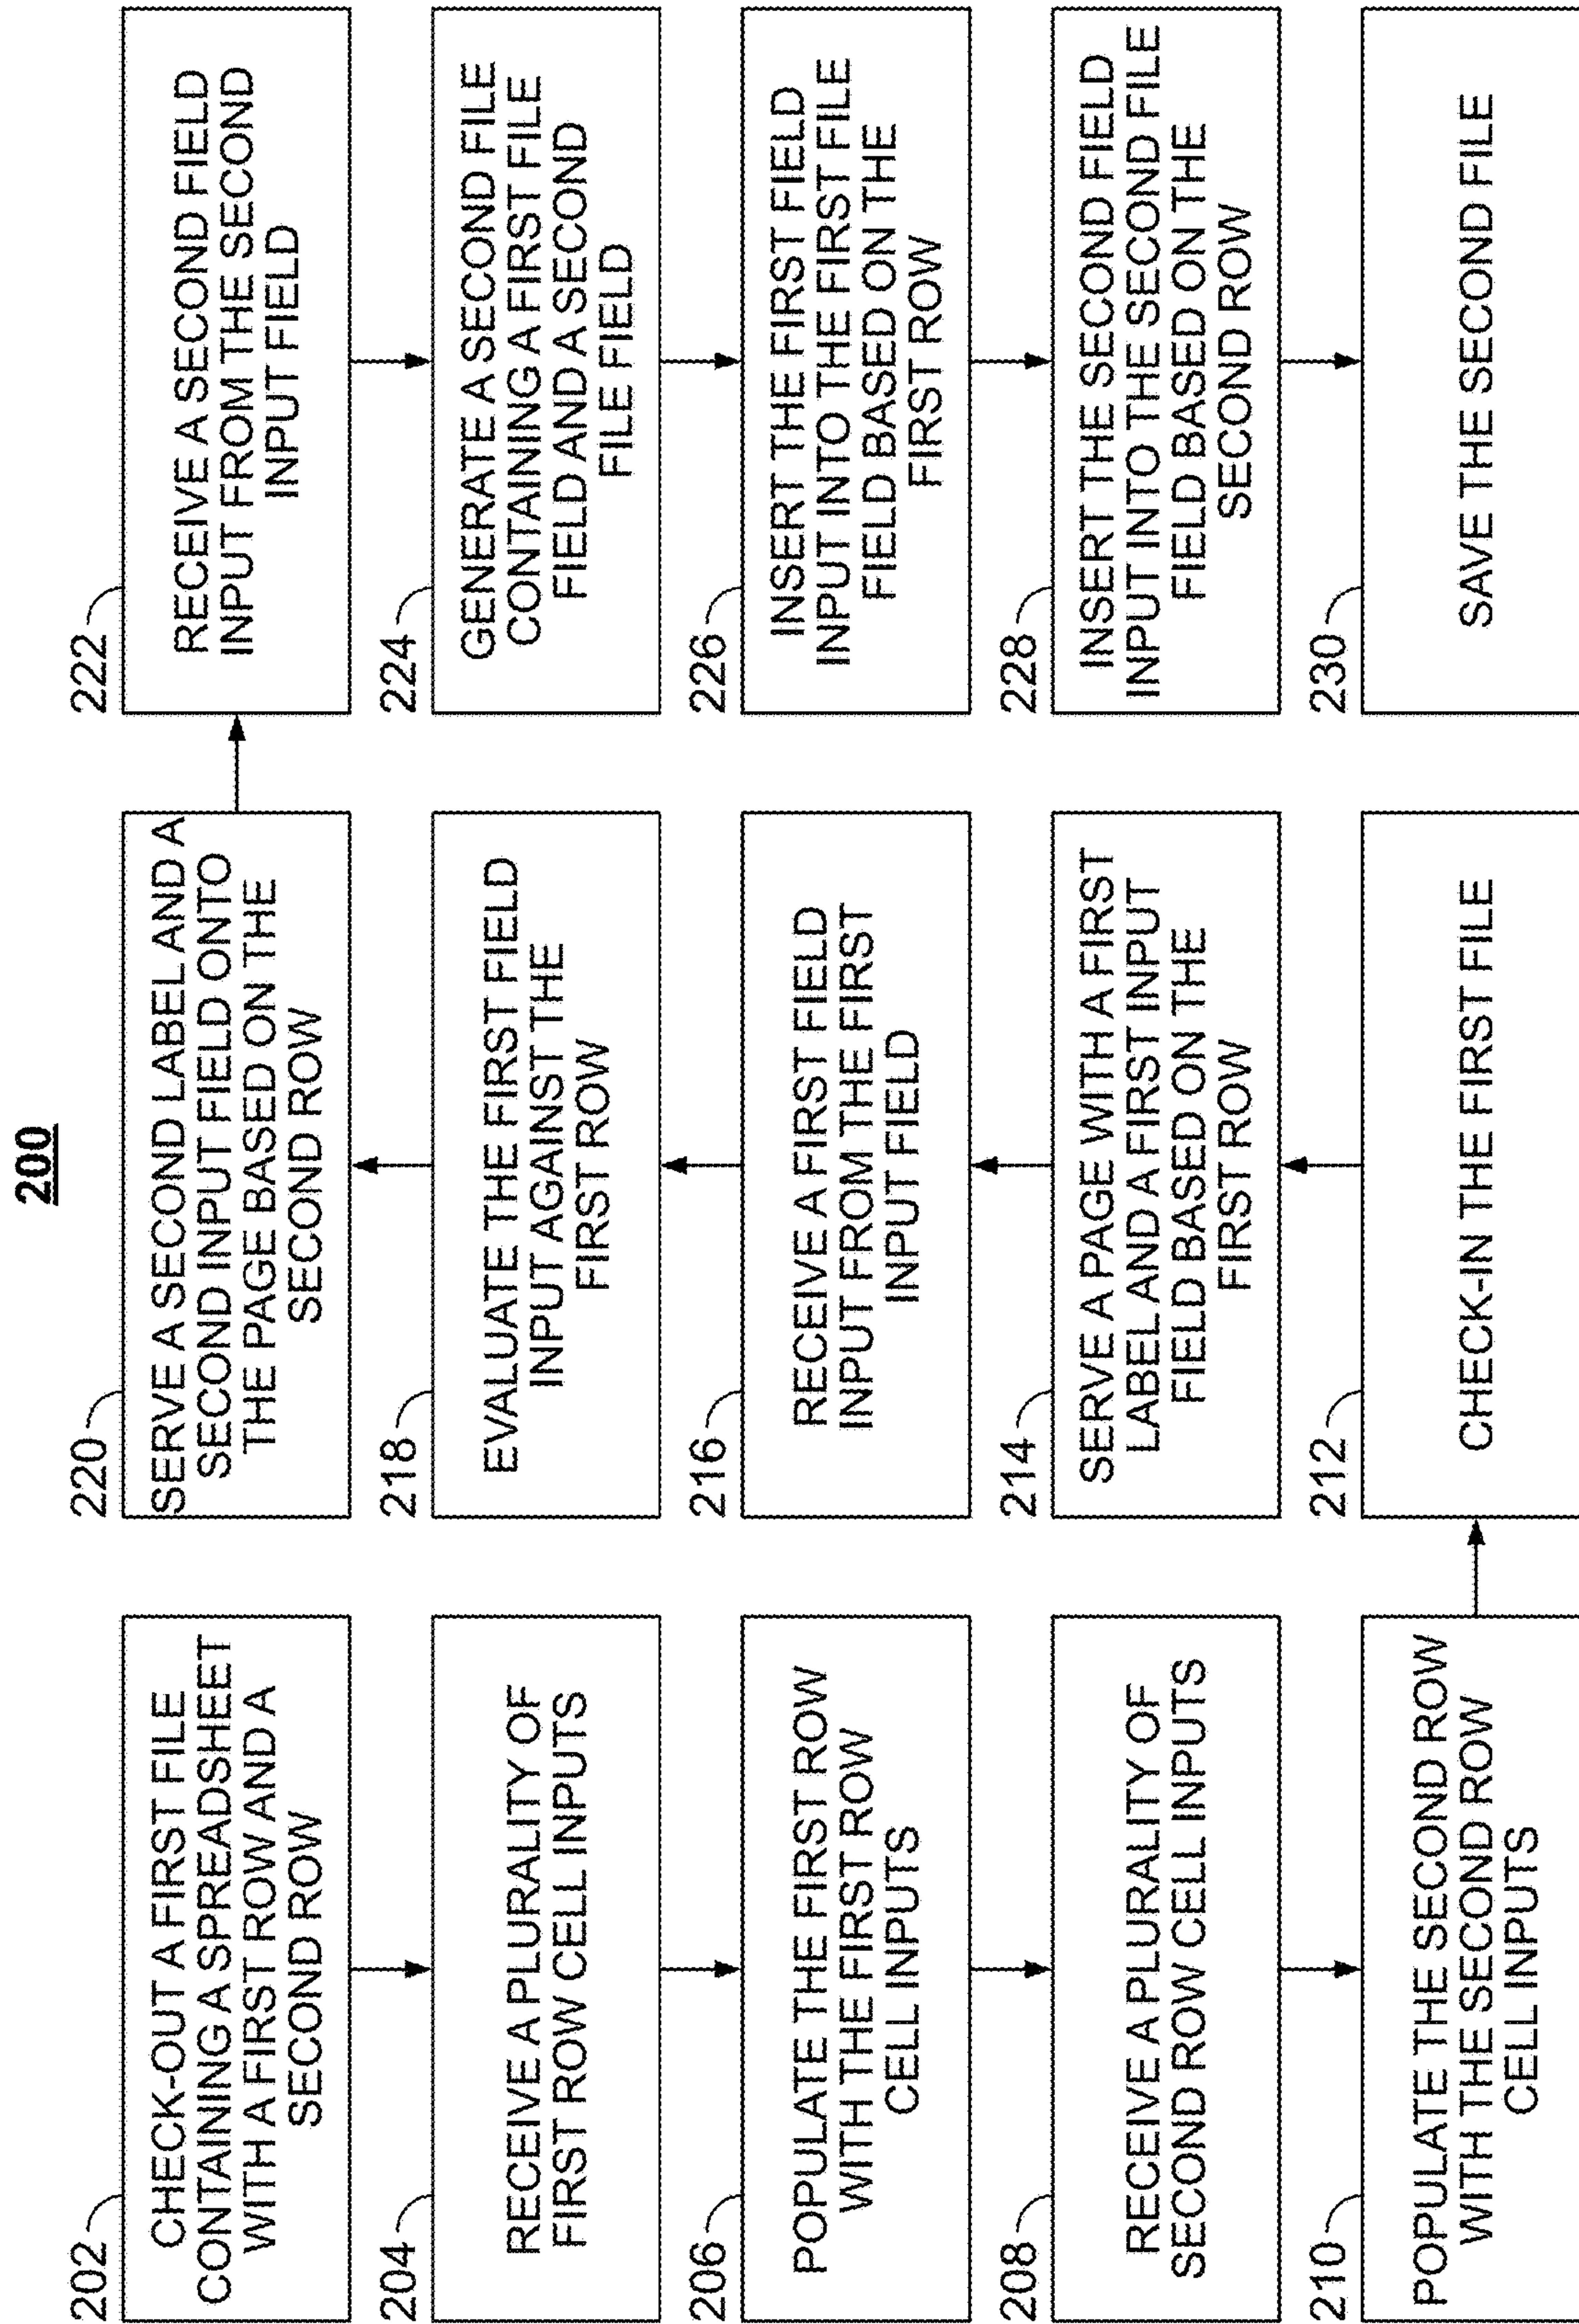 200
202
CHECK-OUT A FIRST FILE
CONTAINING A SPREADSHEET
WITH A FIRST ROW AND A
SECOND ROW
204
RECEIVE A PLURALITY OF
FIRST ROW CELL INPUTS
206
POPULATE THE FIRST ROW
WITH THE FIRST ROW
CELL INPUTS
208
RECEIVE A PLURALITY OF
SECOND ROW CELL INPUTS
210
POPULATE THE SECOND ROW
WITH THE SECOND ROW
CELL INPUTS
212
CHECK-IN THE FIRST FILE
214
SERVE A PAGE WITH A FIRST
LABEL AND A FIRST INPUT
FIELD BASED ON THE
FIRST ROW
216
RECEIVE A FIRST FIELD
INPUT FROM THE FIRST
INPUT FIELD
218
EVALUATE THE FIRST FIELD
INPUT AGAINST THE
FIRST ROW
220
SERVE A SECOND LABEL AND A
SECOND INPUT FIELD ONTO
THE PAGE BASED ON THE
SECOND ROW
222
RECEIVE A SECOND FIELD
INPUT FROM THE SECOND
INPUT FIELD
224
GENERATE A SECOND FILE
CONTAINING A FIRST FILE
FIELD AND A SECOND
FILE FIELD
226
INSERT THE FIRST FIELD
INPUT INTO THE FIRST FILE
FIELD BASED ON THE
FIRST ROW
228
INSERT THE SECOND FIELD
INPUT INTO THE SECOND FILE
FIELD BASED ON THE
SECOND ROW
230
SAVE THE SECOND FILE